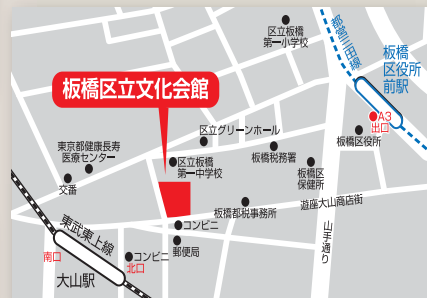 区立板橋
第一小学校
都営三田線
板橋
区役所
前駅
板橋区立文化会館
A3
出口
区立グリーンホール
板橋区役所
東京都健康長寿
医療センター
板橋税務署
区立板橋
第一中学校
板橋区
保健所
交番
遊座大山商店街
板橋都税事務所
東武東上線
コンビニ
山手通り
郵便局
南口
コンビニ
北口
大山駅